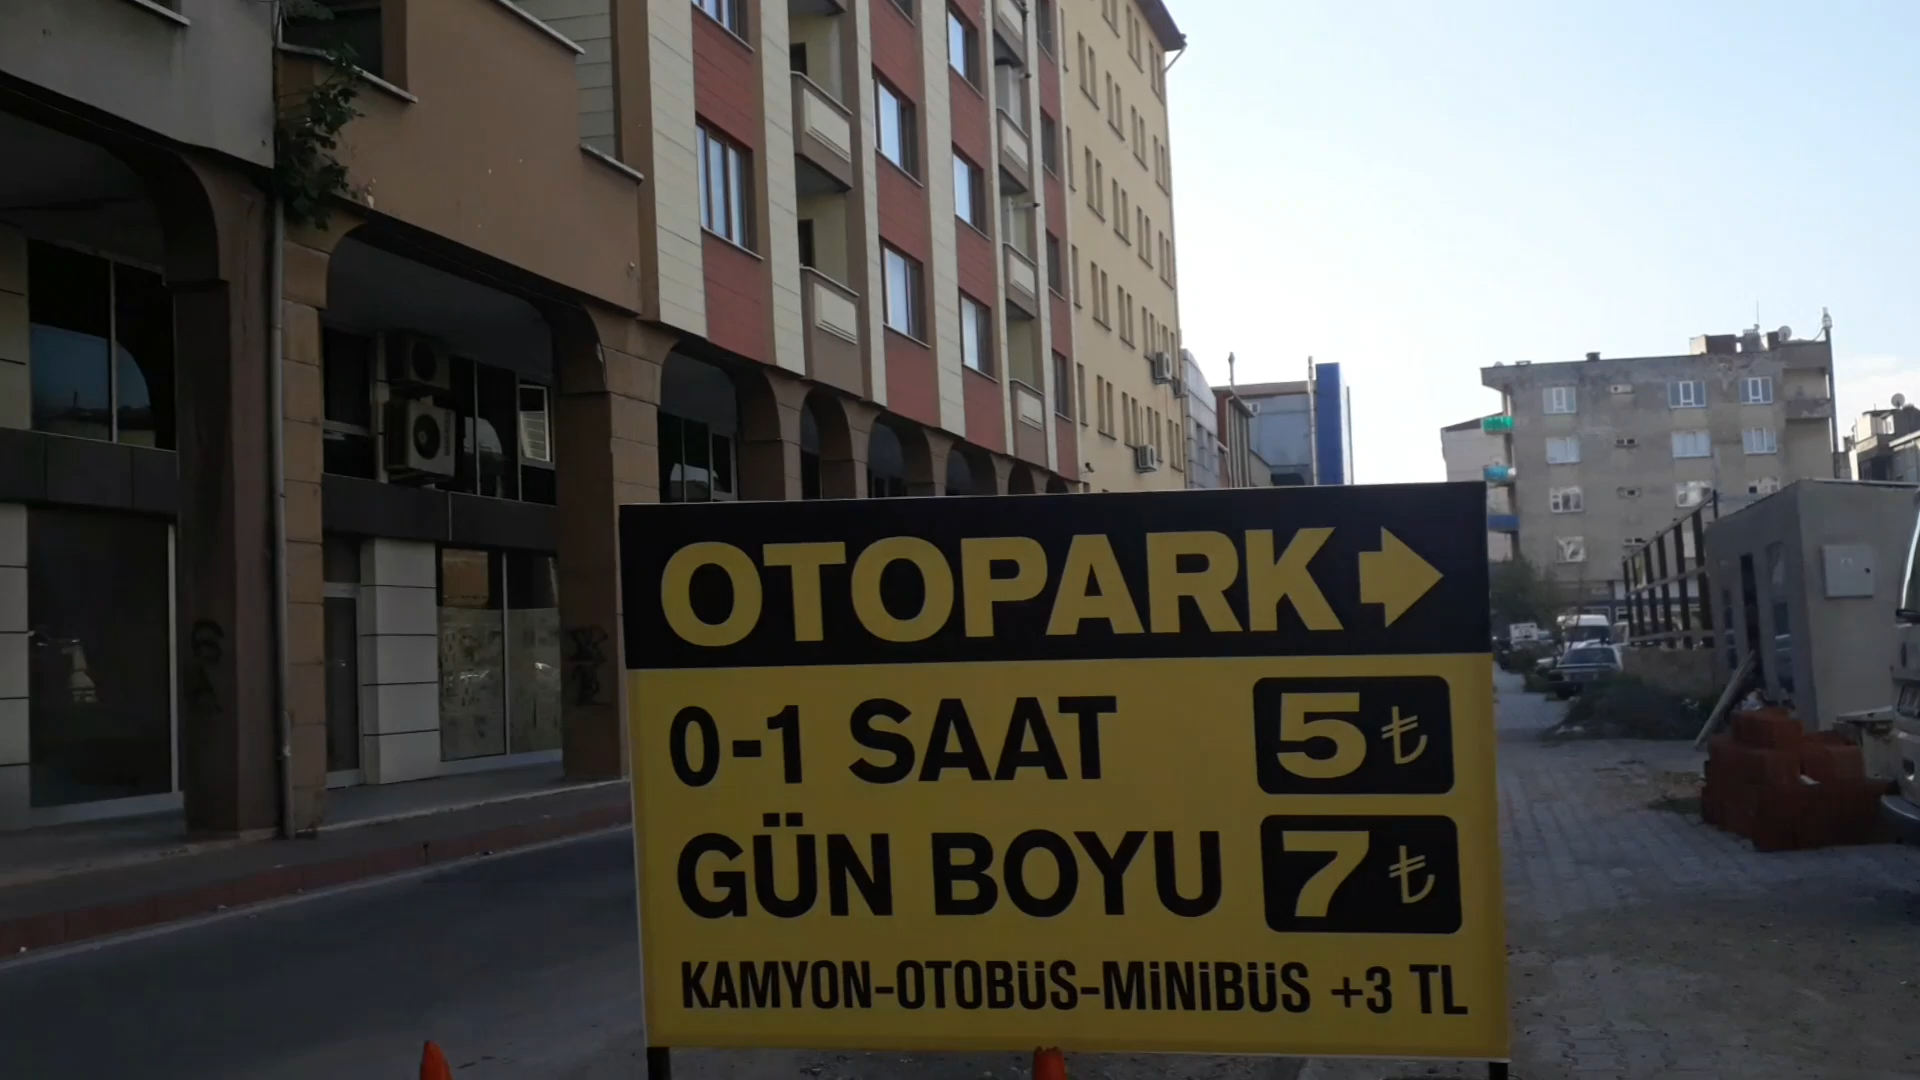 OTOPARK
0-1 SAAT 5 ₺
GÜN BOYU 7 ₺
KAMYON-OTOBÜS-MİNİBÜS +3 TL